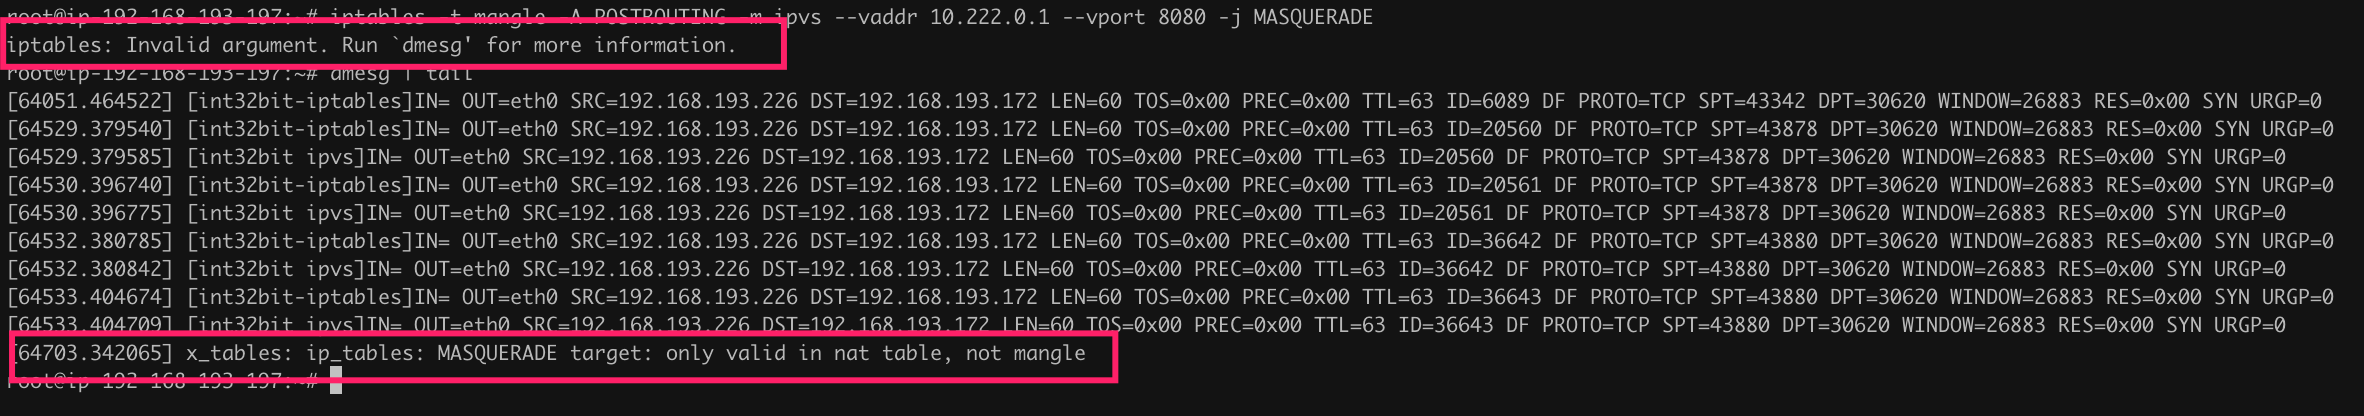 root@ip-192-168-193-197:~# iptables -t mangle -A POSTROUTING -m ipvs --vaddr 10.222.0.1 --vport 8080 -j MASQUERADE
iptables: Invalid argument. Run `dmesg' for more information.
root@ip-192-168-193-197:~# dmesg | tail
[64051.464522] [int32bit-iptables]IN= OUT=eth0 SRC=192.168.193.226 DST=192.168.193.172 LEN=60 TOS=0x00 PREC=0x00 TTL=63 ID=6089 DF PROTO=TCP SPT=43342 DPT=30620 WINDOW=26883 RES=0x00 SYN URGP=0
[64529.379540] [int32bit-iptables]IN= OUT=eth0 SRC=192.168.193.226 DST=192.168.193.172 LEN=60 TOS=0x00 PREC=0x00 TTL=63 ID=20560 DF PROTO=TCP SPT=43878 DPT=30620 WINDOW=26883 RES=0x00 SYN URGP=0
[64529.379585] [int32bit ipvs]IN= OUT=eth0 SRC=192.168.193.226 DST=192.168.193.172 LEN=60 TOS=0x00 PREC=0x00 TTL=63 ID=20560 DF PROTO=TCP SPT=43878 DPT=30620 WINDOW=26883 RES=0x00 SYN URGP=0
[64530.396740] [int32bit-iptables]IN= OUT=eth0 SRC=192.168.193.226 DST=192.168.193.172 LEN=60 TOS=0x00 PREC=0x00 TTL=63 ID=20561 DF PROTO=TCP SPT=43878 DPT=30620 WINDOW=26883 RES=0x00 SYN URGP=0
[64530.396775] [int32bit ipvs]IN= OUT=eth0 SRC=192.168.193.226 DST=192.168.193.172 LEN=60 TOS=0x00 PREC=0x00 TTL=63 ID=20561 DF PROTO=TCP SPT=43878 DPT=30620 WINDOW=26883 RES=0x00 SYN URGP=0
[64532.380785] [int32bit-iptables]IN= OUT=eth0 SRC=192.168.193.226 DST=192.168.193.172 LEN=60 TOS=0x00 PREC=0x00 TTL=63 ID=36642 DF PROTO=TCP SPT=43880 DPT=30620 WINDOW=26883 RES=0x00 SYN URGP=0
[64532.380842] [int32bit ipvs]IN= OUT=eth0 SRC=192.168.193.226 DST=192.168.193.172 LEN=60 TOS=0x00 PREC=0x00 TTL=63 ID=36642 DF PROTO=TCP SPT=43880 DPT=30620 WINDOW=26883 RES=0x00 SYN URGP=0
[64533.404674] [int32bit-iptables]IN= OUT=eth0 SRC=192.168.193.226 DST=192.168.193.172 LEN=60 TOS=0x00 PREC=0x00 TTL=63 ID=36643 DF PROTO=TCP SPT=43880 DPT=30620 WINDOW=26883 RES=0x00 SYN URGP=0
[64533.404709] [int32bit ipvs]IN= OUT=eth0 SRC=192.168.193.226 DST=192.168.193.172 LEN=60 TOS=0x00 PREC=0x00 TTL=63 ID=36643 DF PROTO=TCP SPT=43880 DPT=30620 WINDOW=26883 RES=0x00 SYN URGP=0
[64703.342065] x_tables: ip_tables: MASQUERADE target: only valid in nat table, not mangle
root@ip-192-168-193-197:~#